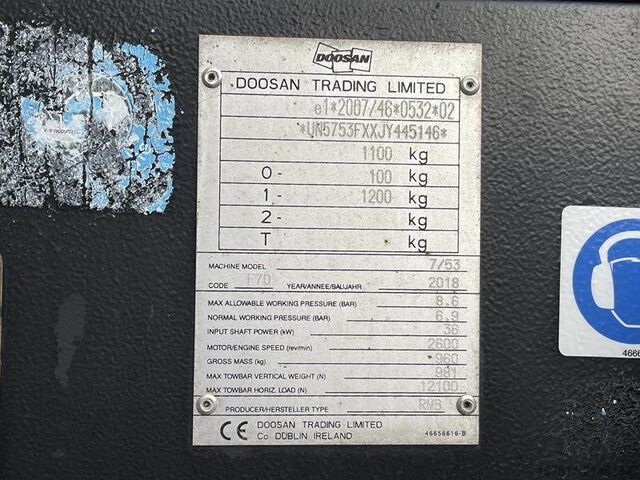 DOOSAN
DOOSAN TRADING LIMITED
e1*2007/46*0532*02
*UN5753FXXJY445146*
1100 kg
0- 100 kg
1- 1200 kg
2- kg
T kg
MACHINE MODEL 7/53
CODE F70 YEAR/ANNEE/BAUJAHR 2018
MAX ALLOWABLE WORKING PRESSURE (BAR) 8.6
NORMAL WORKING PRESSURE (BAR) 6.9
INPUT SHAFT POWER (kW) 36
MOTOR/ENGINE SPEED (rev/min) 2600
GROSS MASS (kg) 960
MAX TOWBAR VERTICAL WEIGHT (N) 981
MAX TOWBAR HORIZ. LOAD (N) 12100
PRODUCER/HERSTELLER TYPE RNB
CE DOOSAN TRADING LIMITED
Co DUBLIN IRELAND 46656616-B
4666